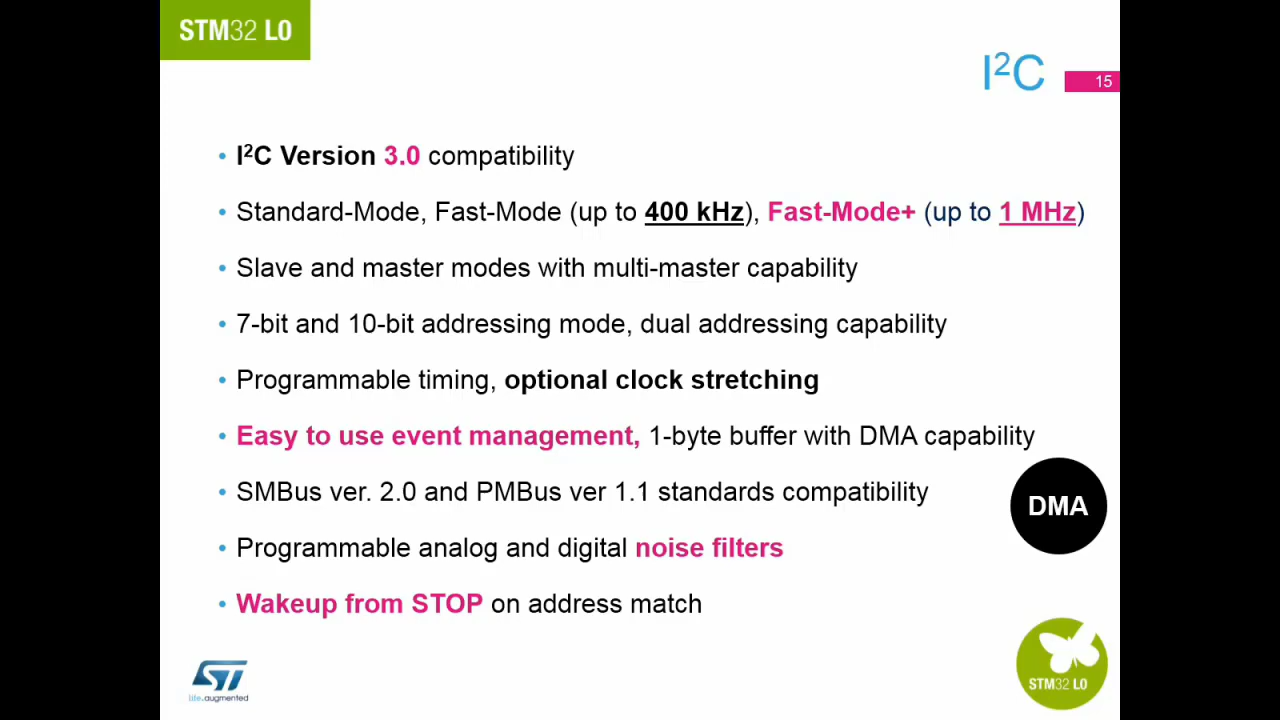 STM32 L0
I²C
15
• I²C Version 3.0 compatibility
• Standard-Mode, Fast-Mode (up to 400 kHz), Fast-Mode+ (up to 1 MHz)
• Slave and master modes with multi-master capability
• 7-bit and 10-bit addressing mode, dual addressing capability
• Programmable timing, optional clock stretching
• Easy to use event management, 1-byte buffer with DMA capability
• SMBus ver. 2.0 and PMBus ver 1.1 standards compatibility
DMA
• Programmable analog and digital noise filters
• Wakeup from STOP on address match
ST
life.augmented
STM32 L0